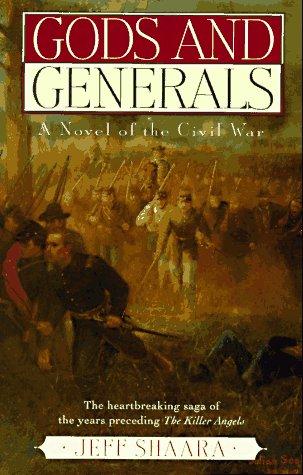 GODS AND
GENERALS
A Novel of the Civil War
The heartbreaking saga of
the years preceding The Killer Angels
· JEFF SHAARA ·